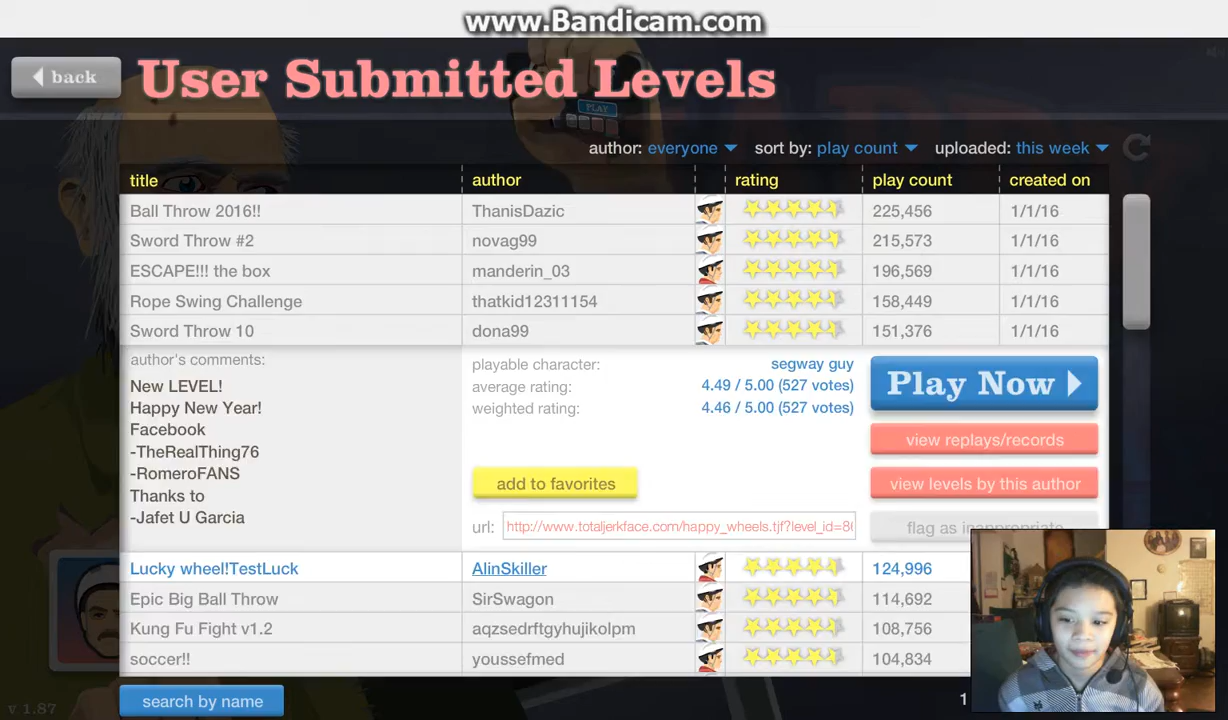 www.Bandicam.com
back
User Submitted Levels
PLAY
author: everyone sort by: play count uploaded: this week
title author rating play count created on
Ball Throw 2016!! ThanisDazic 225,456 1/1/16
Sword Throw #2 novag99 215,573 1/1/16
ESCAPE!!! the box manderin_03 196,569 1/1/16
Rope Swing Challenge thatkid12311154 158,449 1/1/16
Sword Throw 10 dona99 151,376 1/1/16
author's comments:
New LEVEL!
Happy New Year!
Facebook
-TheRealThing76
-RomeroFANS
Thanks to
-Jafet U Garcia
playable character: segway guy
average rating: 4.49 / 5.00 (527 votes)
weighted rating: 4.46 / 5.00 (527 votes)
add to favorites
url: http://www.totaljerkface.com/happy_wheels.tjf?level_id=8
Play Now
view replays/records
view levels by this author
flag as inappropriate
Lucky wheel!TestLuck AlinSkiller 124,996
Epic Big Ball Throw SirSwagon 114,692
Kung Fu Fight v1.2 aqzsedrftgyhujikolpm 108,756
soccer!! youssefmed 104,834
search by name
1
v. 1.87